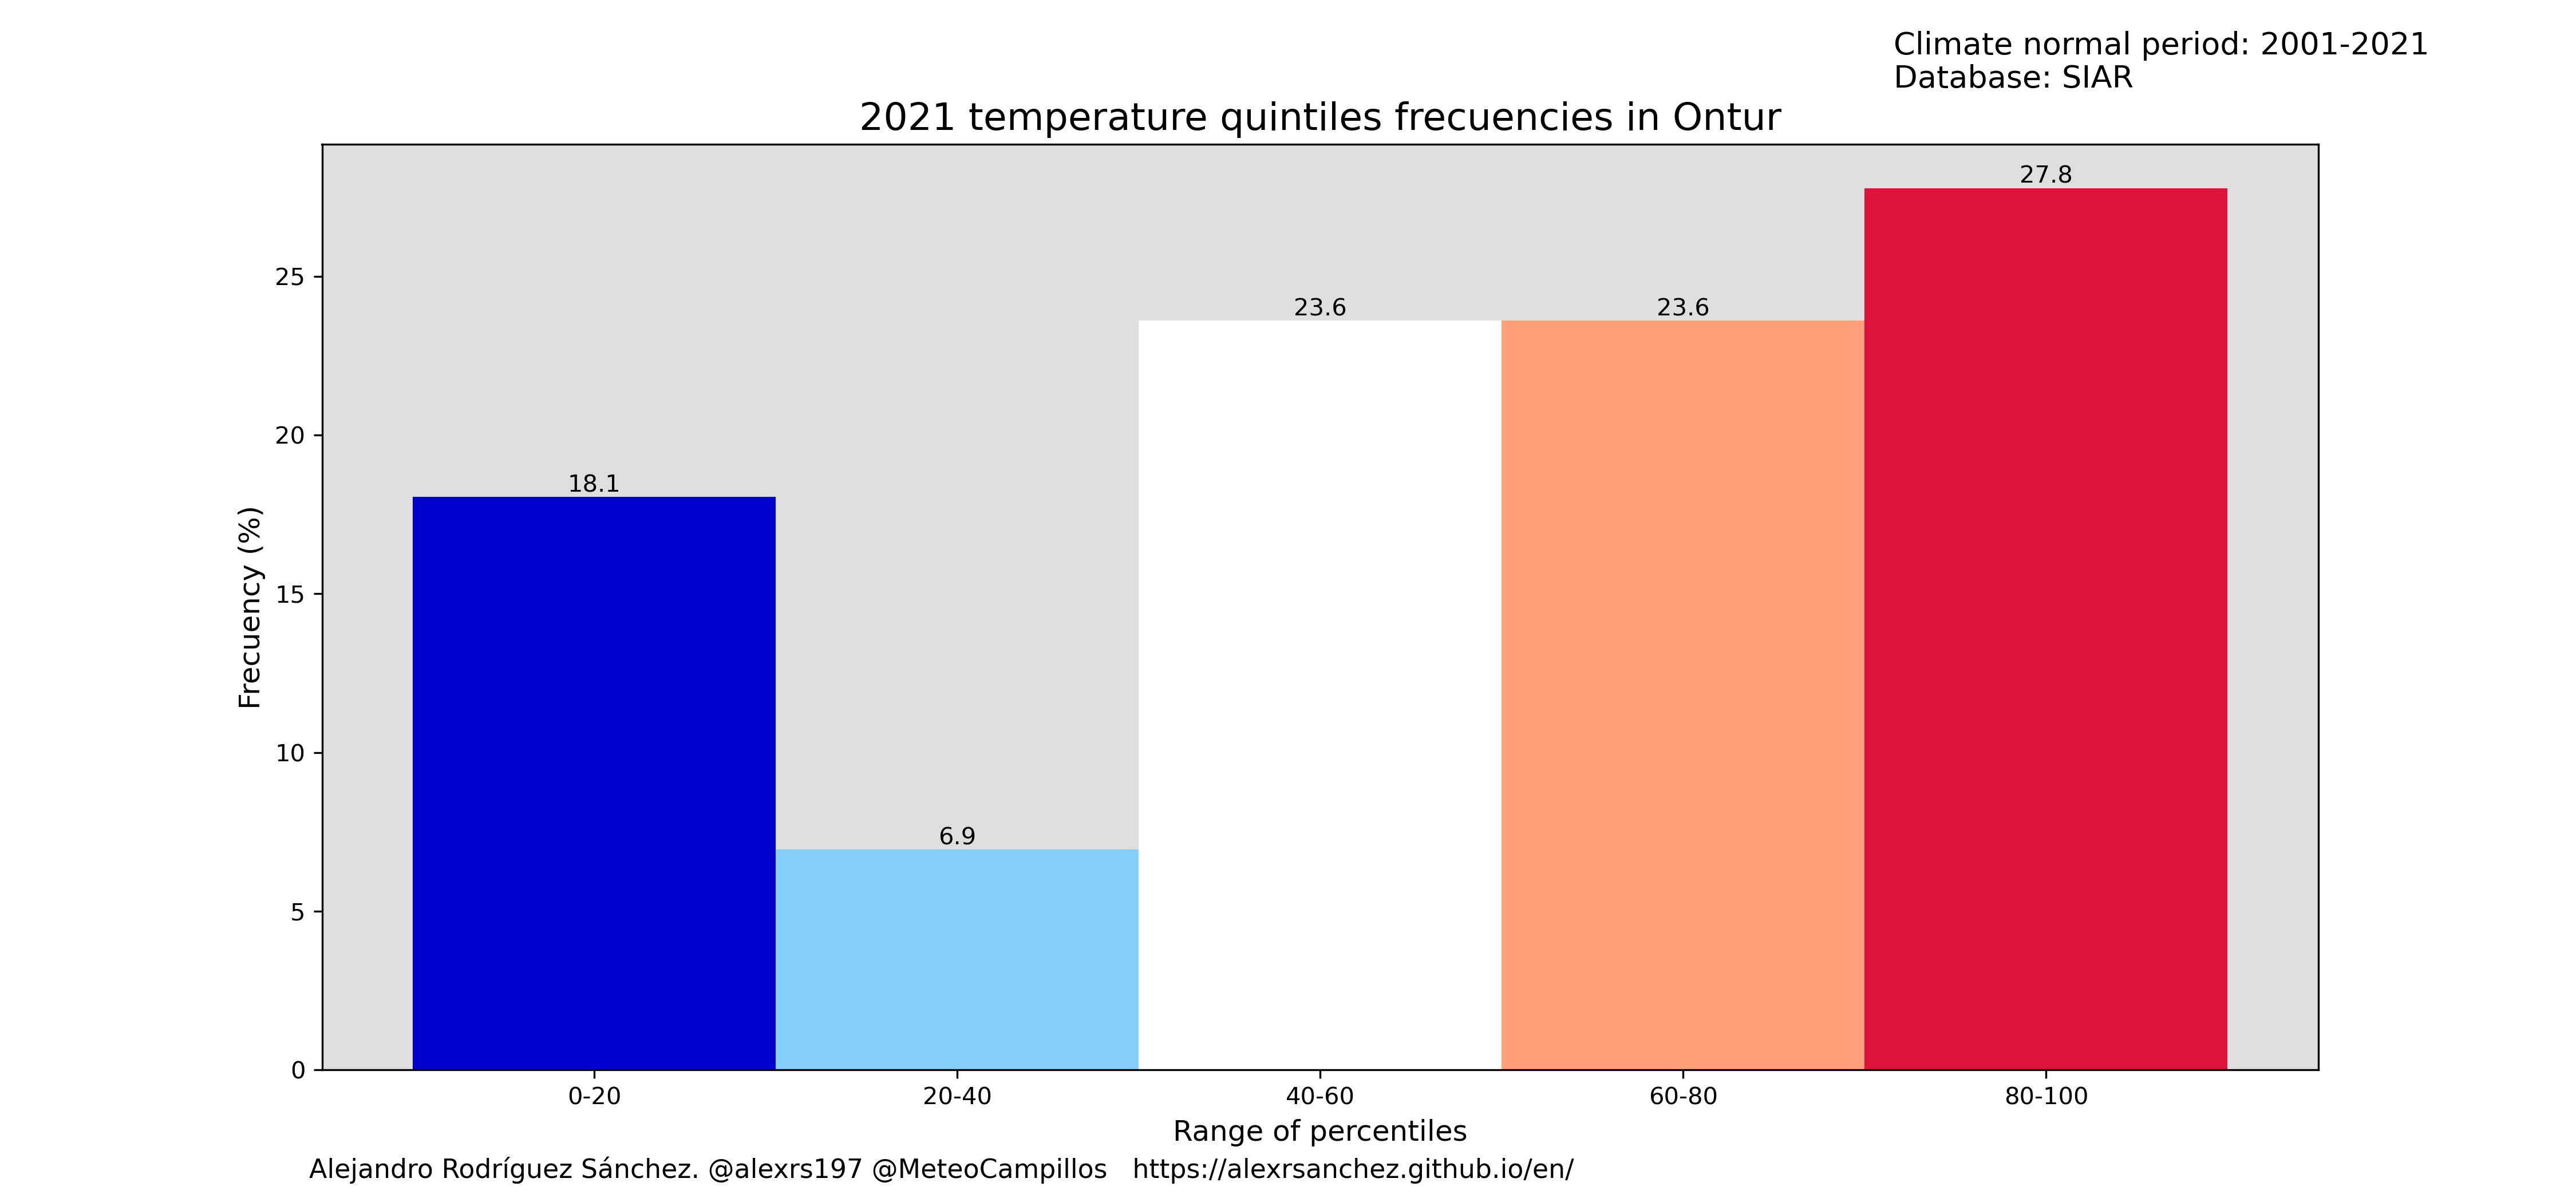 Climate normal period: 2001-2021
Database: SIAR
2021 temperature quintiles frecuencies in Ontur
27.8
25
23.6 23.6
20
18.1
Frecuency (%)
15
10
6.9
5
0
0-20 20-40 40-60 60-80 80-100
Range of percentiles
Alejandro Rodríguez Sánchez. @alexrs197 @MeteoCampillos https://alexrsanchez.github.io/en/